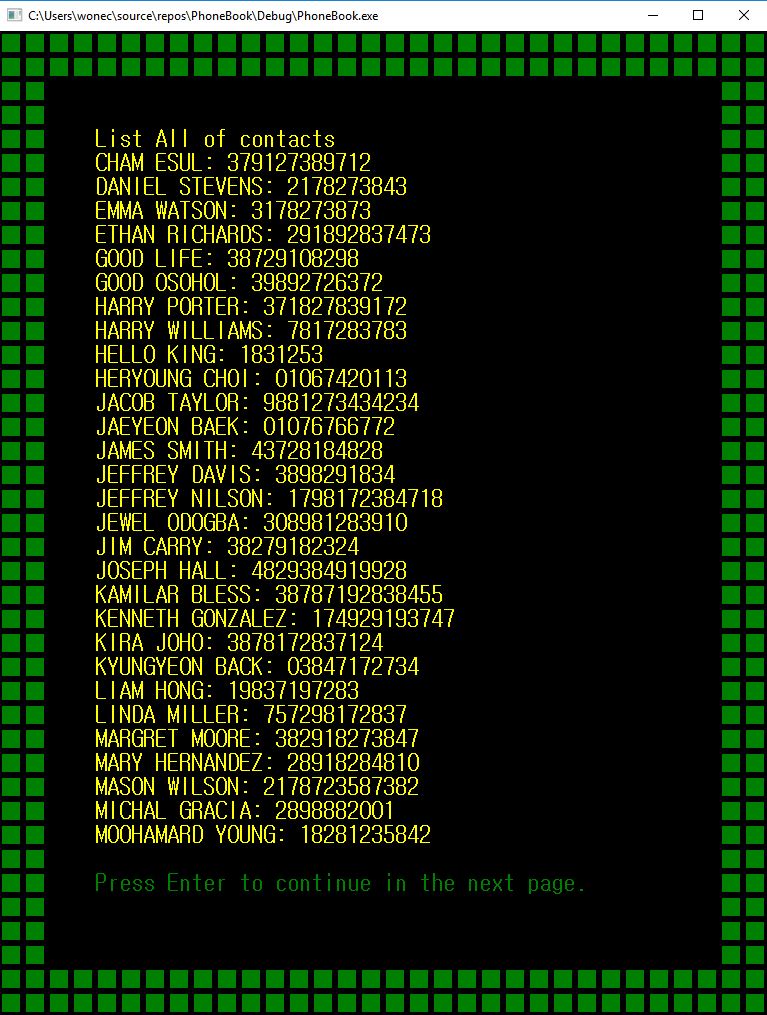 C:\Users\wonec\source\repos\PhoneBook\Debug\PhoneBook.exe
List All of contacts
CHAM ESUL: 379127389712
DANIEL STEVENS: 2178273843
EMMA WATSON: 3178273873
ETHAN RICHARDS: 291892837473
GOOD LIFE: 38729108298
GOOD OSOHOL: 39892726372
HARRY PORTER: 371827839172
HARRY WILLIAMS: 7817283783
HELLO KING: 1831253
HERYOUNG CHOI: 01067420113
JACOB TAYLOR: 9881273434234
JAEYEON BAEK: 01076766772
JAMES SMITH: 43728184828
JEFFREY DAVIS: 3898291834
JEFFREY NILSON: 1798172384718
JEWEL ODOGBA: 308981283910
JIM CARRY: 38279182324
JOSEPH HALL: 4829384919928
KAMILAR BLESS: 38787192838455
KENNETH GONZALEZ: 174929193747
KIRA JOHO: 3878172837124
KYUNGYEON BACK: 03847172734
LIAM HONG: 19837197283
LINDA MILLER: 757298172837
MARGRET MOORE: 382918273847
MARY HERNANDEZ: 28918284810
MASON WILSON: 2178723587382
MICHAL GRACIA: 2898882001
MOOHAMARD YOUNG: 18281235842
Press Enter to continue in the next page.